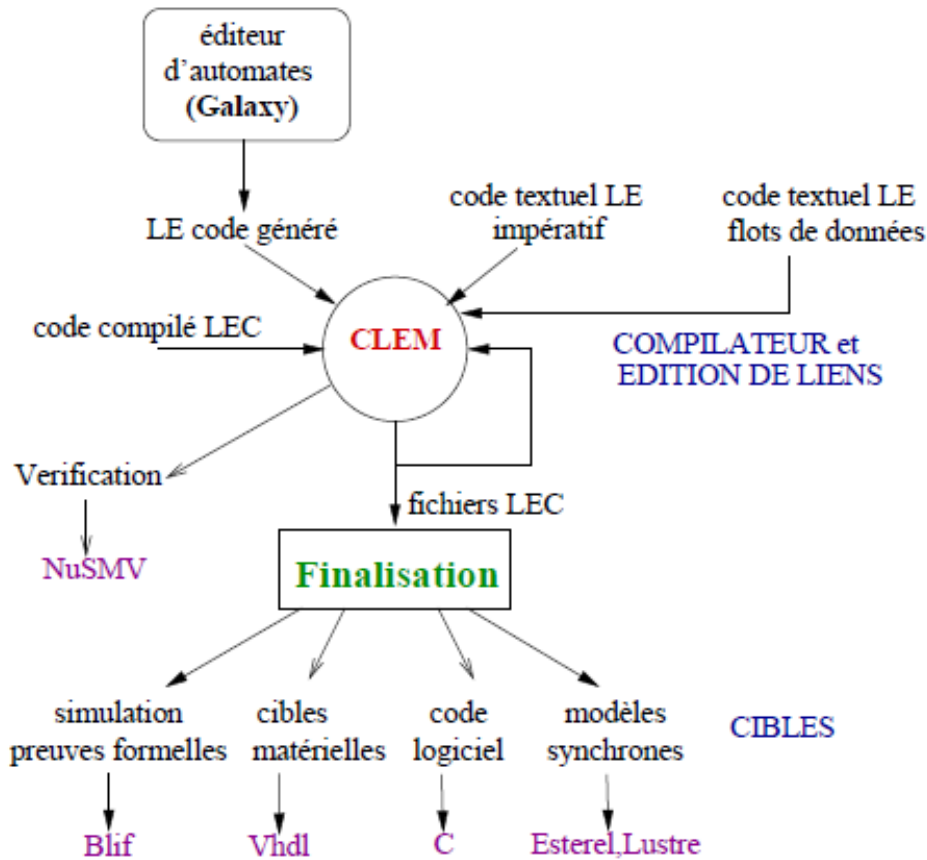 éditeur
d'automates
(Galaxy)
LE code généré
code textuel LE
impératif
code textuel LE
flots de données
code compilé LEC
CLEM
COMPILATEUR et
EDITION DE LIENS
Verification
NuSMV
fichiers LEC
Finalisation
simulation
preuves formelles
cibles
matérielles
code
logiciel
modèles
synchrones
CIBLES
Blif
Vhdl
C
Esterel,Lustre